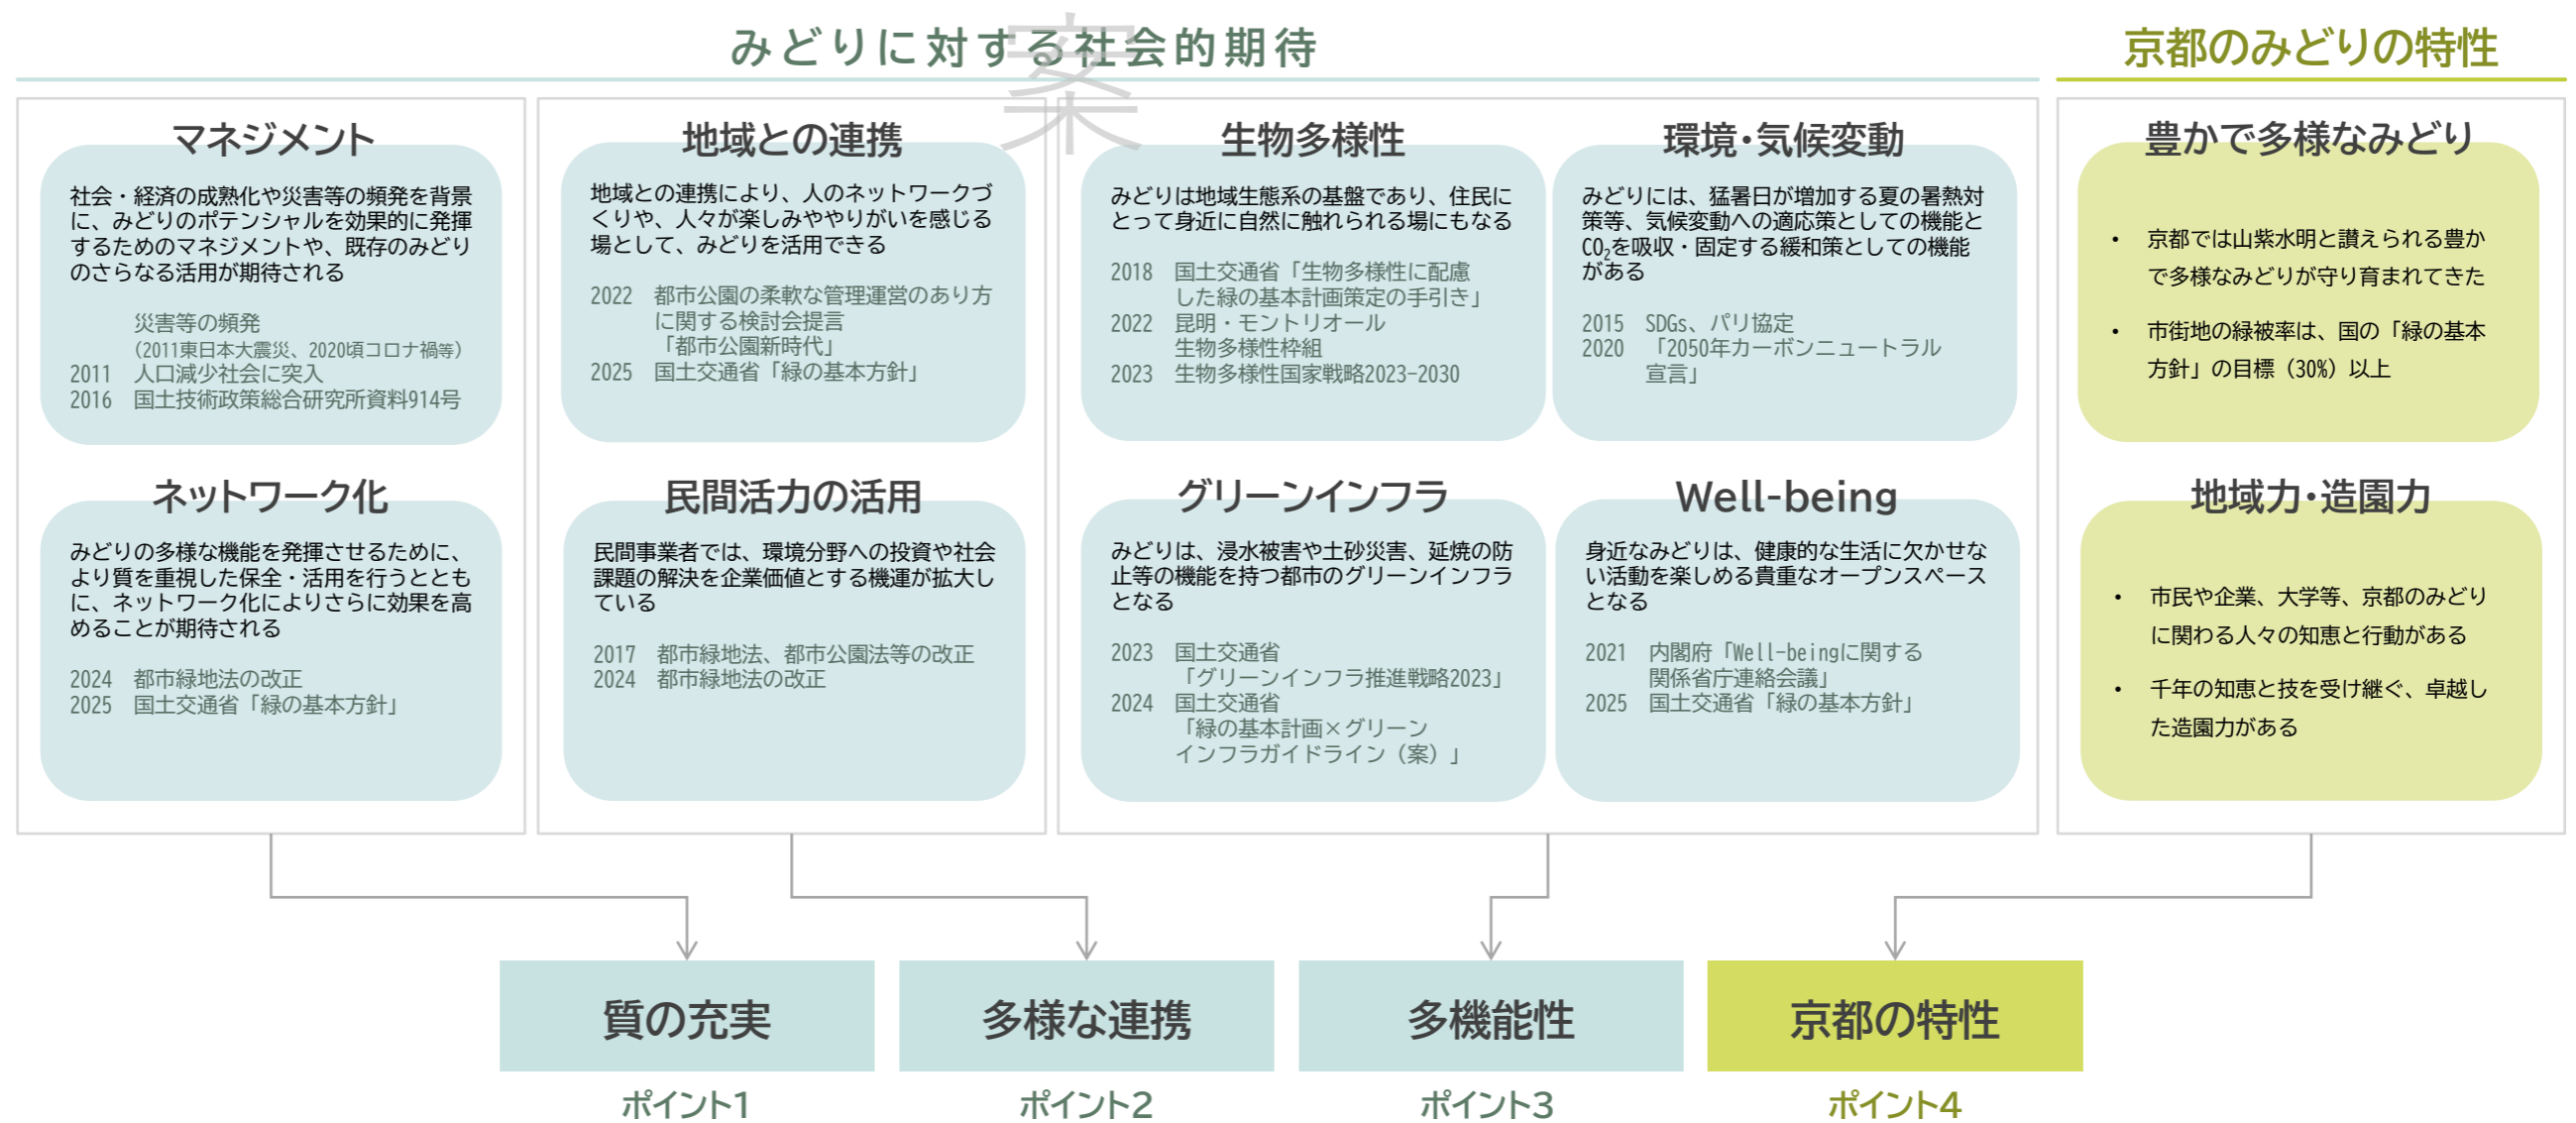 みどりに対する社会的期待
案
マネジメント
社会・経済の成熟化や災害等の頻発を背景
に、みどりのポテンシャルを効果的に発揮
するためのマネジメントや、既存のみどり
のさらなる活用が期待される
災害等の頻発
(2011東日本大震災、2020頃コロナ禍等)
2011 人口減少社会に突入
2016 国土技術政策総合研究所資料914号
ネットワーク化
みどりの多様な機能を発揮させるために、
より質を重視した保全・活用を行うととも
に、ネットワーク化によりさらに効果を高
めることが期待される
2024 都市緑地法の改正
2025 国土交通省「緑の基本方針」
地域との連携
地域との連携により、人のネットワークづ
くりや、人々が楽しみややりがいを感じる
場として、みどりを活用できる
2022 都市公園の柔軟な管理運営のあり方
に関する検討会提言
「都市公園新時代」
2025 国土交通省「緑の基本方針」
民間活力の活用
民間事業者では、環境分野への投資や社会
課題の解決を企業価値とする機運が拡大し
ている
2017 都市緑地法、都市公園法等の改正
2024 都市緑地法の改正
生物多様性
みどりは地域生態系の基盤であり、住民に
とって身近に自然に触れられる場にもなる
2018 国土交通省「生物多様性に配慮
した緑の基本計画策定の手引き」
2022 昆明・モントリオール
生物多様性枠組
2023 生物多様性国家戦略2023-2030
環境・気候変動
みどりには、猛暑日が増加する夏の暑熱対
策等、気候変動への適応策としての機能と
CO₂を吸収・固定する緩和策としての機能
がある
2015 SDGs、パリ協定
2020 「2050年カーボンニュートラル
宣言」
グリーンインフラ
みどりは、浸水被害や土砂災害、延焼の防
止等の機能を持つ都市のグリーンインフラ
となる
2023 国土交通省
「グリーンインフラ推進戦略2023」
2024 国土交通省
「緑の基本計画×グリーン
インフラガイドライン（案）」
Well-being
身近なみどりは、健康的な生活に欠かせな
い活動を楽しめる貴重なオープンスペース
となる
2021 内閣府「Well-beingに関する
関係省庁連絡会議」
2025 国土交通省「緑の基本方針」
京都のみどりの特性
豊かで多様なみどり
• 京都では山紫水明と讃えられる豊か
で多様なみどりが守り育まれてきた
• 市街地の緑被率は、国の「緑の基本
方針」の目標（30%）以上
地域力・造園力
• 市民や企業、大学等、京都のみどり
に関わる人々の知恵と行動がある
• 千年の知恵と技を受け継ぐ、卓越し
た造園力がある
質の充実
ポイント1
多様な連携
ポイント2
多機能性
ポイント3
京都の特性
ポイント4